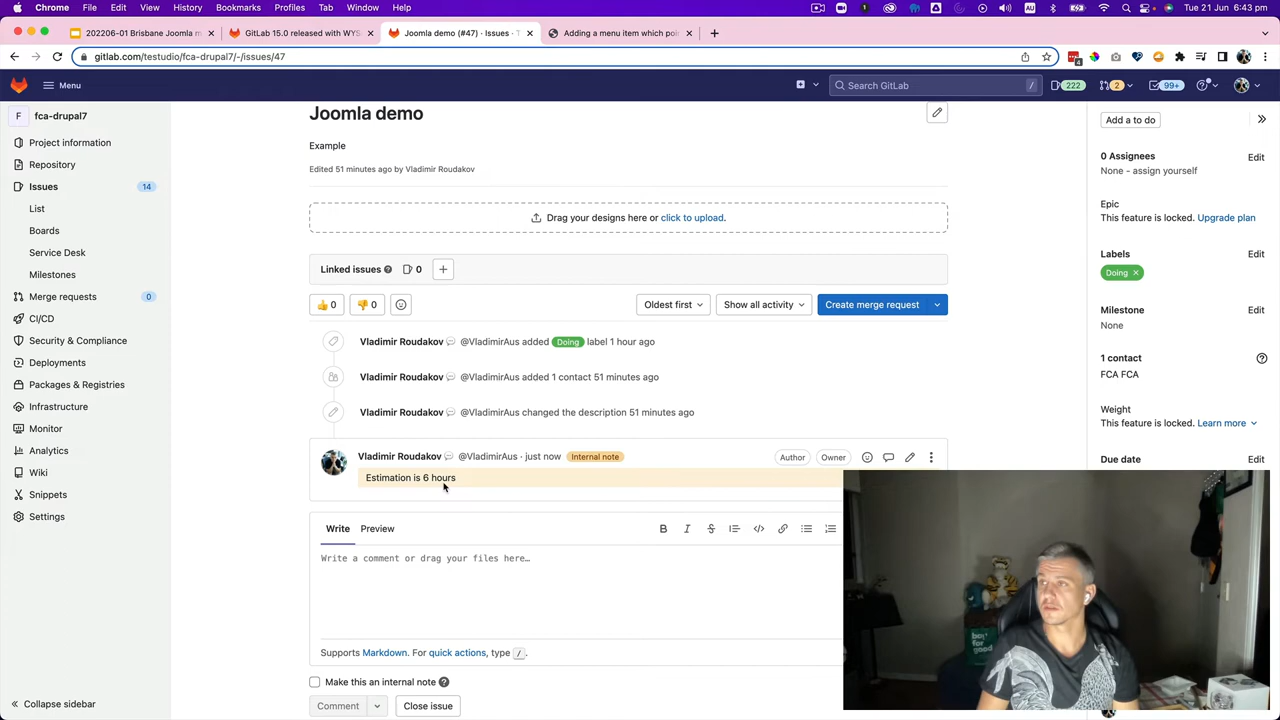 Chrome File Edit View History Bookmarks Profiles Tab Window Help
Tue 21 Jun 6:43 pm
202206-01 Brisbane Joomla m
GitLab 15.0 released with WYS
Joomla demo (#47) · Issues · T
Adding a menu item which poi
gitlab.com/testudio/fca-drupal7/-/issues/47
Menu
Search GitLab
/
222
2
99+
F
fca-drupal7
Project information
Repository
Issues 14
List
Boards
Service Desk
Milestones
Merge requests 0
CI/CD
Security & Compliance
Deployments
Packages & Registries
Infrastructure
Monitor
Analytics
Wiki
Snippets
Settings
Collapse sidebar
Joomla demo
Example
Edited 51 minutes ago by Vladimir Roudakov
Drag your designs here or click to upload.
Linked issues 0
0
0
Oldest first
Show all activity
Create merge request
Vladimir Roudakov @VladimirAus added Doing label 1 hour ago
Vladimir Roudakov @VladimirAus added 1 contact 51 minutes ago
Vladimir Roudakov @VladimirAus changed the description 51 minutes ago
Vladimir Roudakov @VladimirAus · just now Internal note
Author
Owner
Estimation is 6 hours
Write Preview
Write a comment or drag your files here…
Supports Markdown. For quick actions, type /.
Make this an internal note
Comment
Close issue
Add a to do
0 Assignees Edit
None - assign yourself
Epic
This feature is locked. Upgrade plan
Labels Edit
Doing
Milestone Edit
None
1 contact
FCA FCA
Weight
This feature is locked. Learn more
Due date Edit